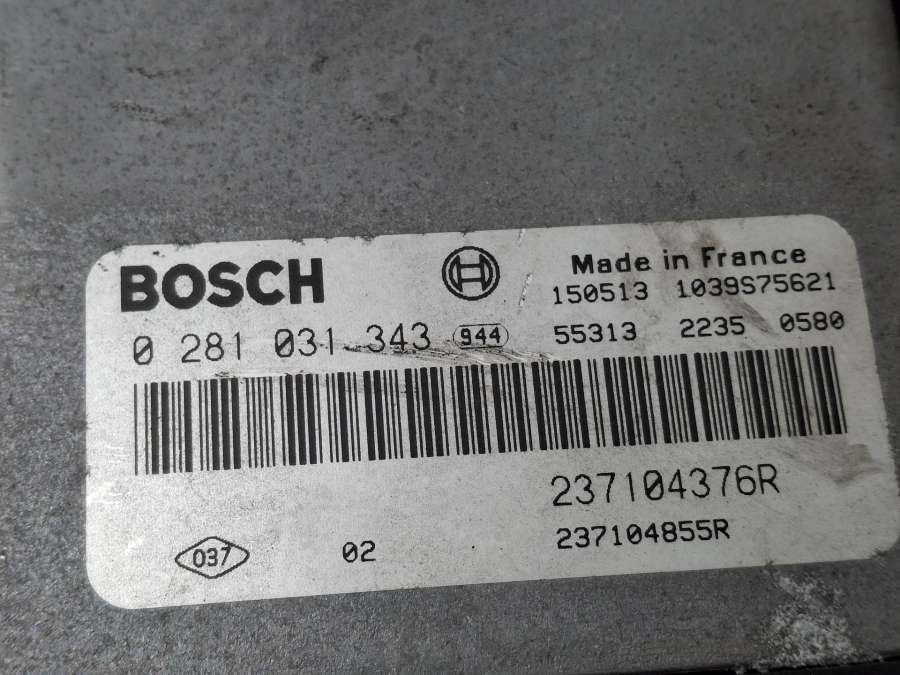 BOSCH
Made in France
150513 1039S75621
0 281 031 343 944 55313 2235 0580
237104376R
037 02 237104855R